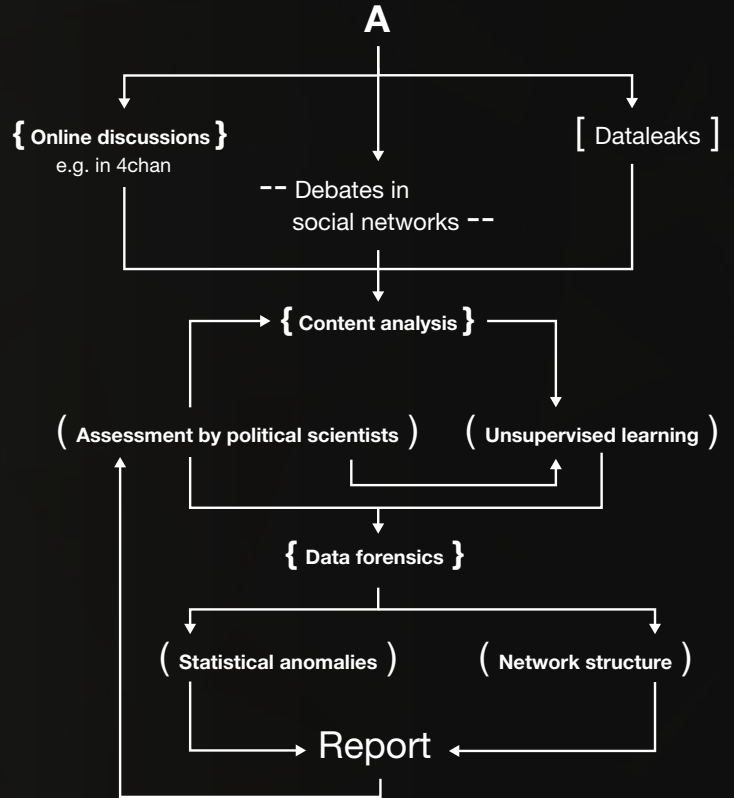 A
{ Online discussions }
e.g. in 4chan
[ Dataleaks ]
-- Debates in
social networks --
{ Content analysis }
( Assessment by political scientists )
( Unsupervised learning )
{ Data forensics }
( Statistical anomalies )
( Network structure )
Report